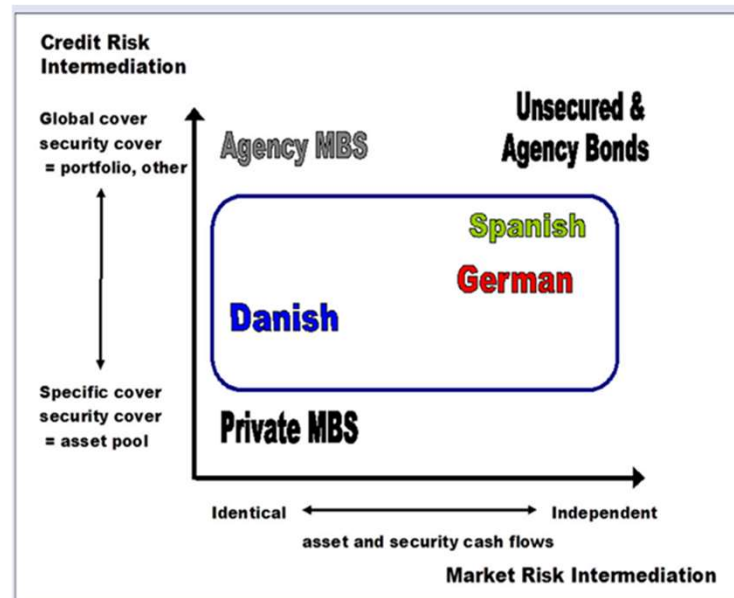 Credit Risk
Intermediation
Global cover
security cover
= portfolio, other
Agency MBS
Unsecured &
Agency Bonds
Spanish
German
Danish
Specific cover
security cover
= asset pool
Private MBS
Identical
Independent
asset and security cash flows
Market Risk Intermediation